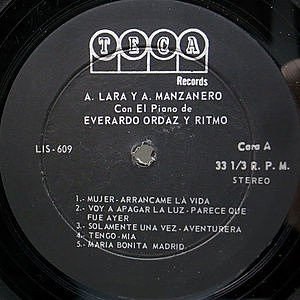 TECA
Records
A. LARA Y A. MANZANERO
Con El Piano de
EVERARDO ORDAZ Y RITMO
LIS-609
Cara A
33 1/3 R. P. M.
STEREO
1.- MUJER-ARRANCAME LA VIDA
2.- VOY A APAGAR LA LUZ-PARECE QUE
FUE AYER
3.- SOLAMENTE UNA VEZ-AVENTURERA
4.- TENGO-MIA
5.- MARIA BONITA MADRID.